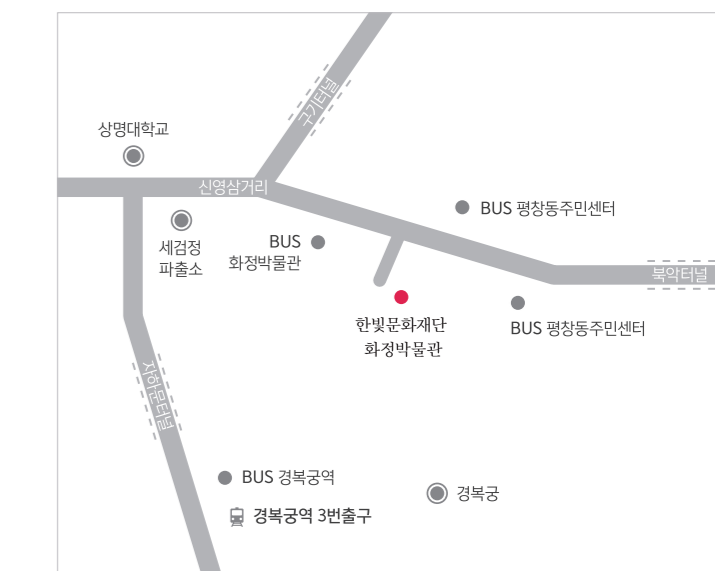 구기터널
상명대학교
신영삼거리
BUS 평창동주민센터
세검정
파출소
BUS
화정박물관
북악터널
한빛문화재단
화정박물관
BUS 평창동주민센터
자하문터널
BUS 경복궁역
경복궁
경복궁역 3번출구